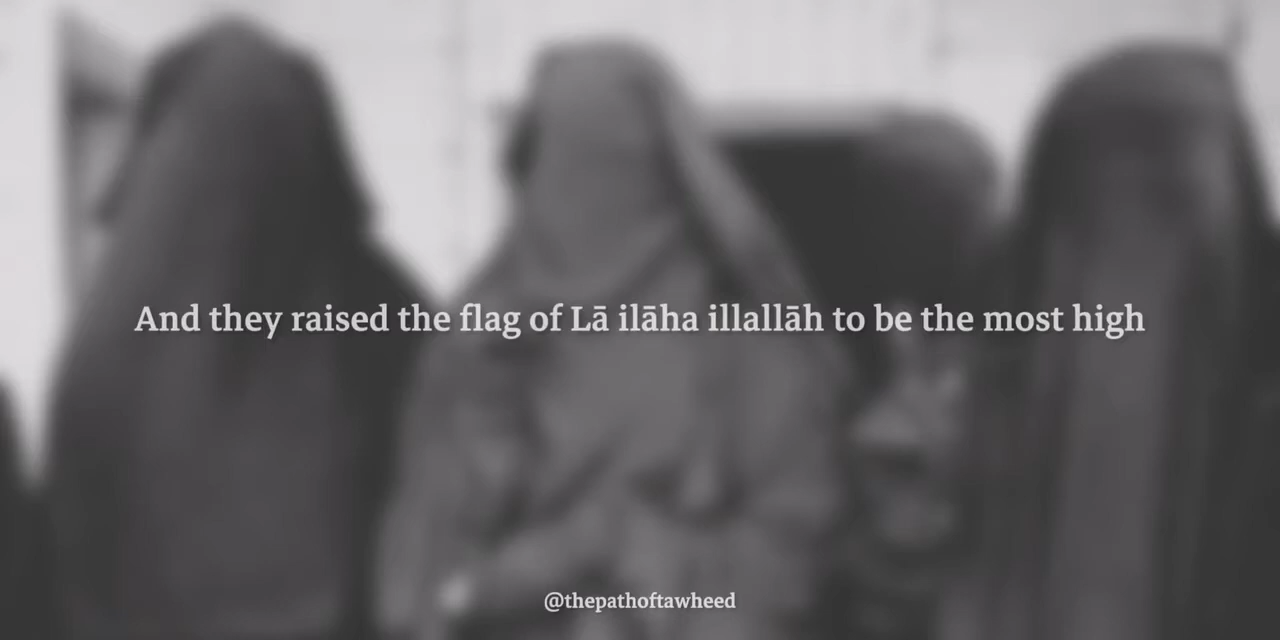 And they raised the flag of Lā ilāha illallāh to be the most high
@thepathoftawheed